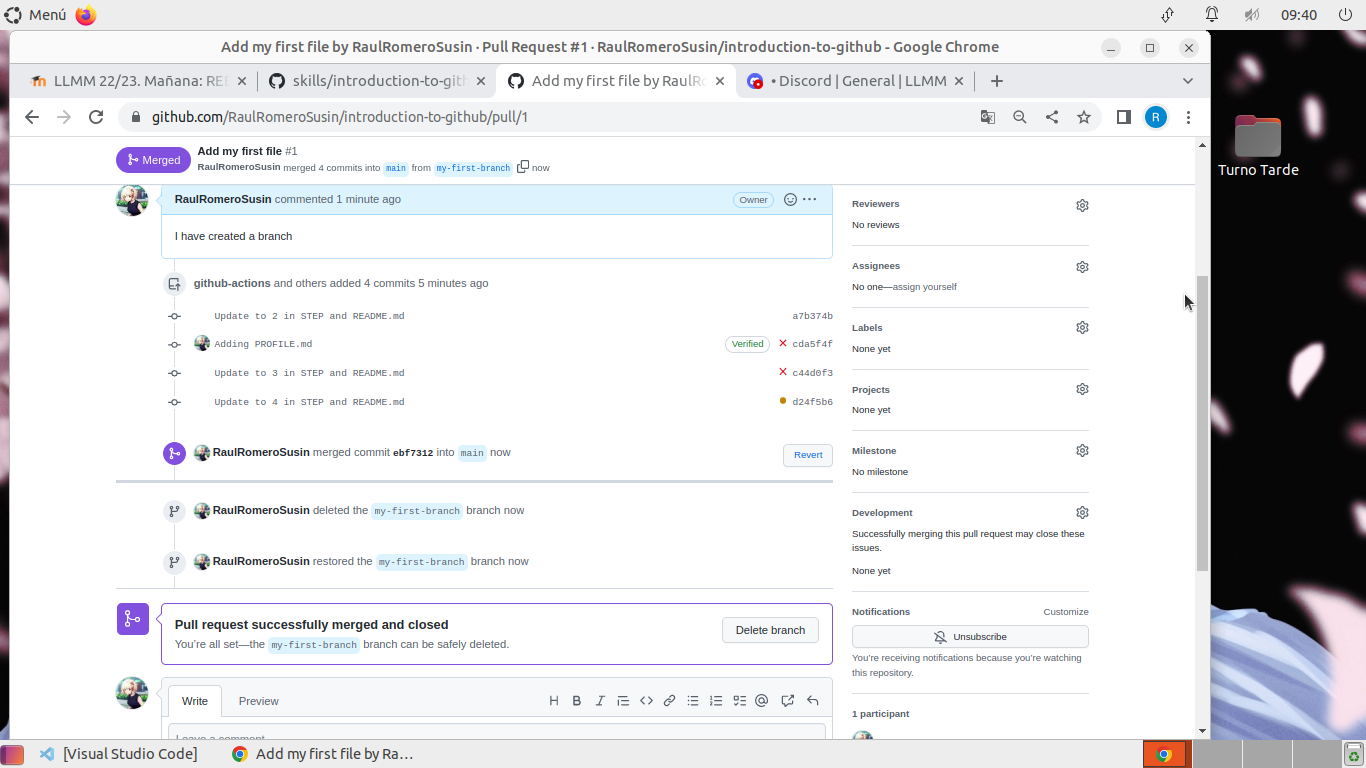 Menú
09:40
Add my first file by RaulRomeroSusin · Pull Request #1 · RaulRomeroSusin/introduction-to-github - Google Chrome
LLMM 22/23. Mañana: RE
skills/introduction-to-gith
Add my first file by RaulRo
• Discord | General | LLMM
github.com/RaulRomeroSusin/introduction-to-github/pull/1
R
Turno Tarde
Merged
Add my first file #1
RaulRomeroSusin merged 4 commits into main from my-first-branch now
RaulRomeroSusin commented 1 minute ago
Owner
I have created a branch
github-actions and others added 4 commits 5 minutes ago
Update to 2 in STEP and README.md a7b374b
Adding PROFILE.md Verified cda5f4f
Update to 3 in STEP and README.md c44d0f3
Update to 4 in STEP and README.md d24f5b6
RaulRomeroSusin merged commit ebf7312 into main now
Revert
RaulRomeroSusin deleted the my-first-branch branch now
RaulRomeroSusin restored the my-first-branch branch now
Pull request successfully merged and closed
You're all set—the my-first-branch branch can be safely deleted.
Delete branch
Write Preview
Leave a comment
Reviewers
No reviews
Assignees
No one—assign yourself
Labels
None yet
Projects
None yet
Milestone
No milestone
Development
Successfully merging this pull request may close these
issues.
None yet
Notifications Customize
Unsubscribe
You're receiving notifications because you're watching
this repository.
1 participant
[Visual Studio Code]
Add my first file by Ra…